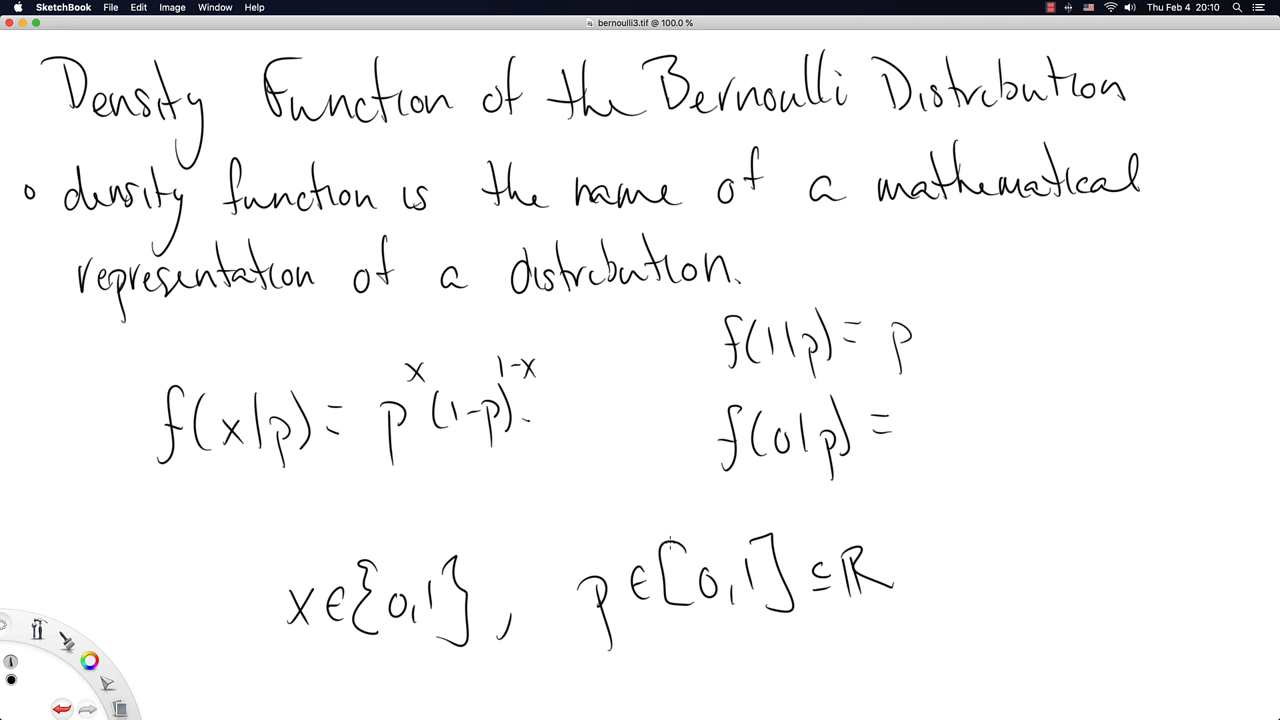 SketchBook File Edit Image Window Help Thu Feb 4 20:10
bernoulli3.tif @ 100.0 %
Density Function of the Bernoulli Distribution
◦ density function is the name of a mathematical
representation of a distribution.
f(1|p) = p
f(x|p) = p^x (1-p)^{1-x}.
f(0|p) =
x ∈ {0,1}, p ∈ [0,1] ⊆ ℝ